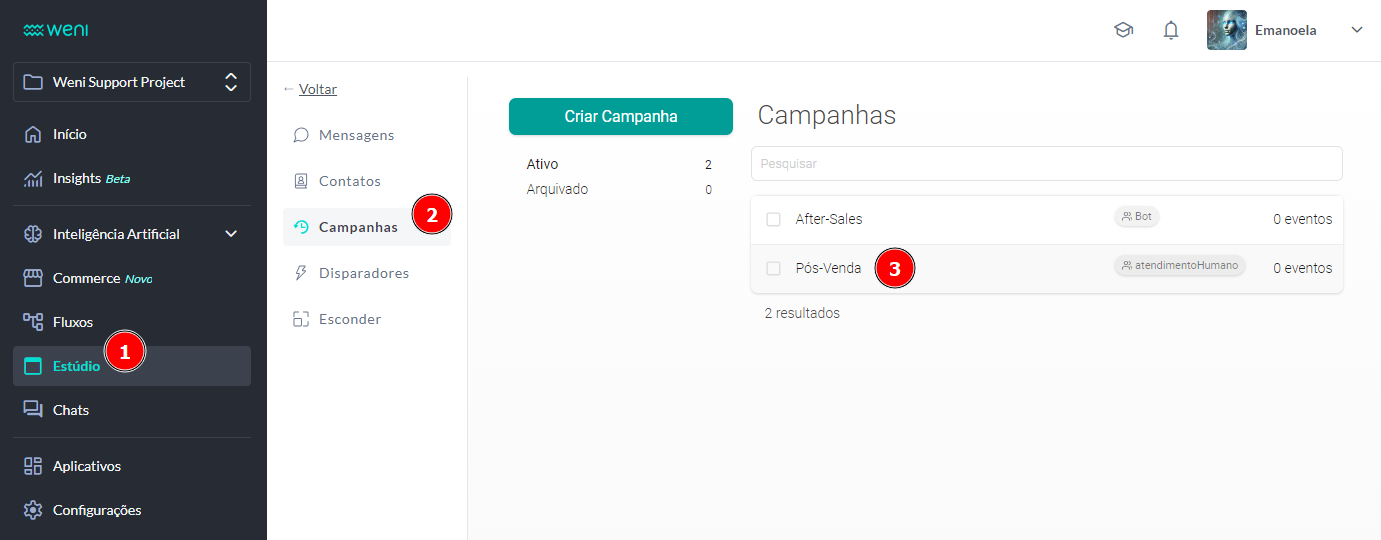 weni
Weni Support Project
Início
Insights Beta
Inteligência Artificial
Commerce Novo
Fluxos
1
Estúdio
Chats
Aplicativos
Configurações
Emanoela
← Voltar
Mensagens
Contatos
Campanhas
2
Disparadores
Esconder
Criar Campanha
Ativo 2
Arquivado 0
Campanhas
Pesquisar
After-Sales Bot 0 eventos
Pós-Venda 3 atendimentoHumano 0 eventos
2 resultados